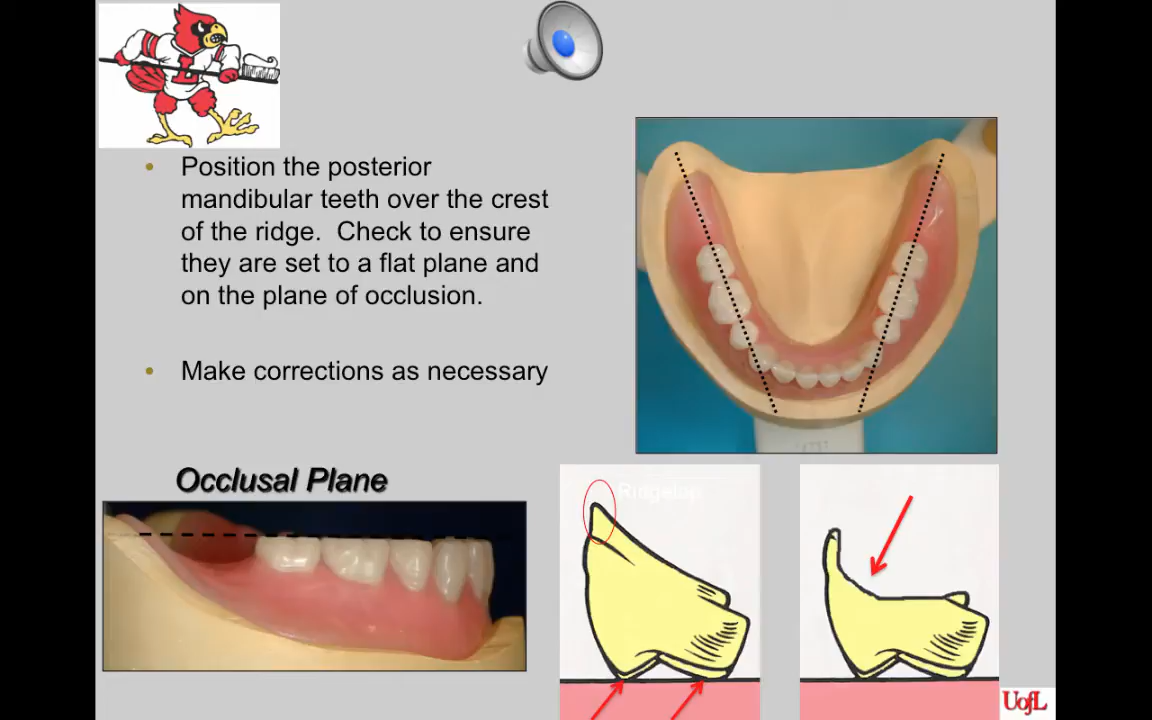 Position the posterior
mandibular teeth over the crest
of the ridge.  Check to ensure
they are set to a flat plane and
on the plane of occlusion.
Make corrections as necessary
Occlusal Plane
Ridgelap
UofL
L